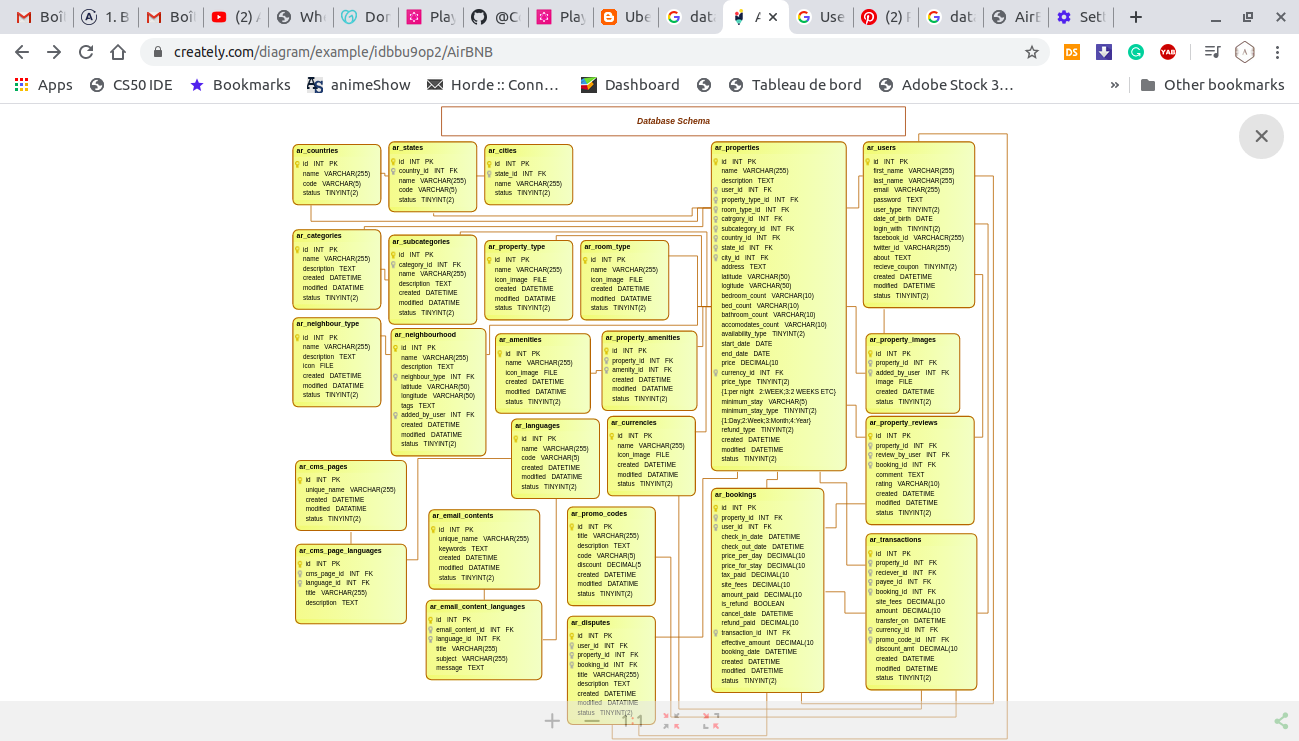 Boît
1. B
Boît
(2) A
Whe
Don
Play
@Co
Play
Ube
data
A
Use
(2) F
data
AirB
Sett
creately.com/diagram/example/idbbu9op2/AirBNB
Apps
CS50 IDE
Bookmarks
animeShow
Horde :: Conn…
Dashboard
Tableau de bord
Adobe Stock 3…
»
Other bookmarks
Database Schema
ar_countries
id INT PK
name VARCHAR(255)
code VARCHAR(5)
status TINYINT(2)
ar_states
id INT PK
country_id INT FK
name VARCHAR(255)
code VARCHAR(5)
status TINYINT(2)
ar_cities
id INT PK
state_id INT FK
name VARCHAR(255)
status TINYINT(2)
ar_properties
id INT PK
name VARCHAR(255)
description TEXT
user_id INT FK
property_type_id INT FK
room_type_id INT FK
catrgory_id INT FK
subcategory_id INT FK
country_id INT FK
state_id INT FK
city_id INT FK
address TEXT
latitude VARCHAR(50)
logitude VARCHAR(50)
bedroom_count VARCHAR(10)
bed_count VARCHAR(10)
bathroom_count VARCHAR(10)
accomodates_count VARCHAR(10)
availability_type TINYINT(2)
start_date DATE
end_date DATE
price DECIMAL(10
currency_id INT FK
price_type TINYINT(2)
{1:per night 2:WEEK;3:2 WEEKS ETC}
minimum_stay VARCHAR(5)
minimum_stay_type TINYINT(2)
{1:Day;2:Week;3:Month;4:Year}
refund_type TINYINT(2)
created DATETIME
modified DATETIME
status TINYINT(2)
ar_users
id INT PK
first_name VARCHAR(255)
last_name VARCHAR(255)
email VARCHAR(255)
password TEXT
user_type TINYINT(2)
date_of_birth DATE
login_with TINYINT(2)
facebook_id VARCHACR(255)
twitter_id VARCHAR(255)
about TEXT
recieve_coupon TINYINT(2)
created DATETIME
modified DATETIME
status TINYINT(2)
ar_categories
id INT PK
name VARCHAR(255)
description TEXT
created DATETIME
modified DATETIME
status TINYINT(2)
ar_subcategories
id INT PK
category_id INT FK
name VARCHAR(255)
description TEXT
created DATETIME
modified DATATIME
status TINYINT(2)
ar_property_type
id INT PK
name VARCHAR(255)
icon_image FILE
created DATETIME
modified DATATIME
status TINYINT(2)
ar_room_type
id INT PK
name VARCHAR(255)
icon_image FILE
created DATETIME
modified DATATIME
status TINYINT(2)
ar_neighbour_type
id INT PK
name VARCHAR(255)
description TEXT
icon FILE
created DATETIME
modified DATATIME
status TINYINT(2)
ar_neighbourhood
id INT PK
name VARCHAR(255)
description TEXT
neighbour_type INT FK
latitude VARCHAR(50)
longitude VARCHAR(50)
tags TEXT
added_by_user INT FK
created DATETIME
modified DATETIME
status TINYINT(2)
ar_amenities
id INT PK
name VARCHAR(255)
icon_image FILE
created DATETIME
modified DATETIME
status TINYINT(2)
ar_property_amenities
id INT PK
property_id INT FK
amenity_id INT FK
created DATETIME
modified DATATIME
status TINYINT(2)
ar_property_images
id INT PK
property_id INT FK
added_by_user INT FK
image FILE
created DATETIME
status TINYINT(2)
ar_languages
id INT PK
name VARCHAR(255)
code VARCHAR(5)
created DATETIME
modified DATATIME
status TINYINT(2)
ar_currencies
id INT PK
name VARCHAR(255)
icon_image FILE
created DATETIME
modified DATATIME
status TINYINT(2)
ar_property_reviews
id INT PK
property_id INT FK
review_by_user INT FK
booking_id INT FK
comment TEXT
rating VARCHAR(10)
created DATETIME
modified DATETIME
status TINYINT(2)
ar_cms_pages
id INT PK
unique_name VARCHAR(255)
created DATETIME
modified DATATIME
status TINYINT(2)
ar_cms_page_languages
id INT PK
cms_page_id INT FK
language_id INT FK
title VARCHAR(255)
description TEXT
ar_email_contents
id INT PK
unique_name VARCHAR(255)
keywords TEXT
created DATETIME
modified DATATIME
status TINYINT(2)
ar_email_content_languages
id INT PK
email_content_id INT FK
language_id INT FK
title VARCHAR(255)
subject VARCHAR(255)
message TEXT
ar_promo_codes
id INT PK
title VARCHAR(255)
description TEXT
code VARCHAR(5)
discount DECIMAL(5
created DATETIME
modified DATATIME
status TINYINT(2)
ar_disputes
id INT PK
user_id INT FK
property_id INT FK
booking_id INT FK
title VARCHAR(255)
description TEXT
created DATETIME
modified DATATIME
status TINYINT(2)
ar_bookings
id INT PK
property_id INT FK
user_id INT FK
check_in_date DATETIME
check_out_date DATETIME
price_per_day DECIMAL(10
price_for_stay DECIMAL(10
tax_paid DECIMAL(10
site_fees DECIMAL(10
amount_paid DECIMAL(10
is_refund BOOLEAN
cancel_date DATETIME
refund_paid DECIMAL(10
transaction_id INT FK
effective_amount DECIMAL(10
booking_date DATETIME
created DATETIME
modified DATETIME
status TINYINT(2)
ar_transactions
id INT PK
property_id INT FK
reciever_id INT FK
payee_id INT FK
booking_id INT FK
site_fees DECIMAL(10
amount DECIMAL(10
transfer_on DATETIME
currency_id INT FK
promo_code_id INT FK
discount_amt DECIMAL(10
created DATETIME
modified DATETIME
status TINYINT(2)
1:1